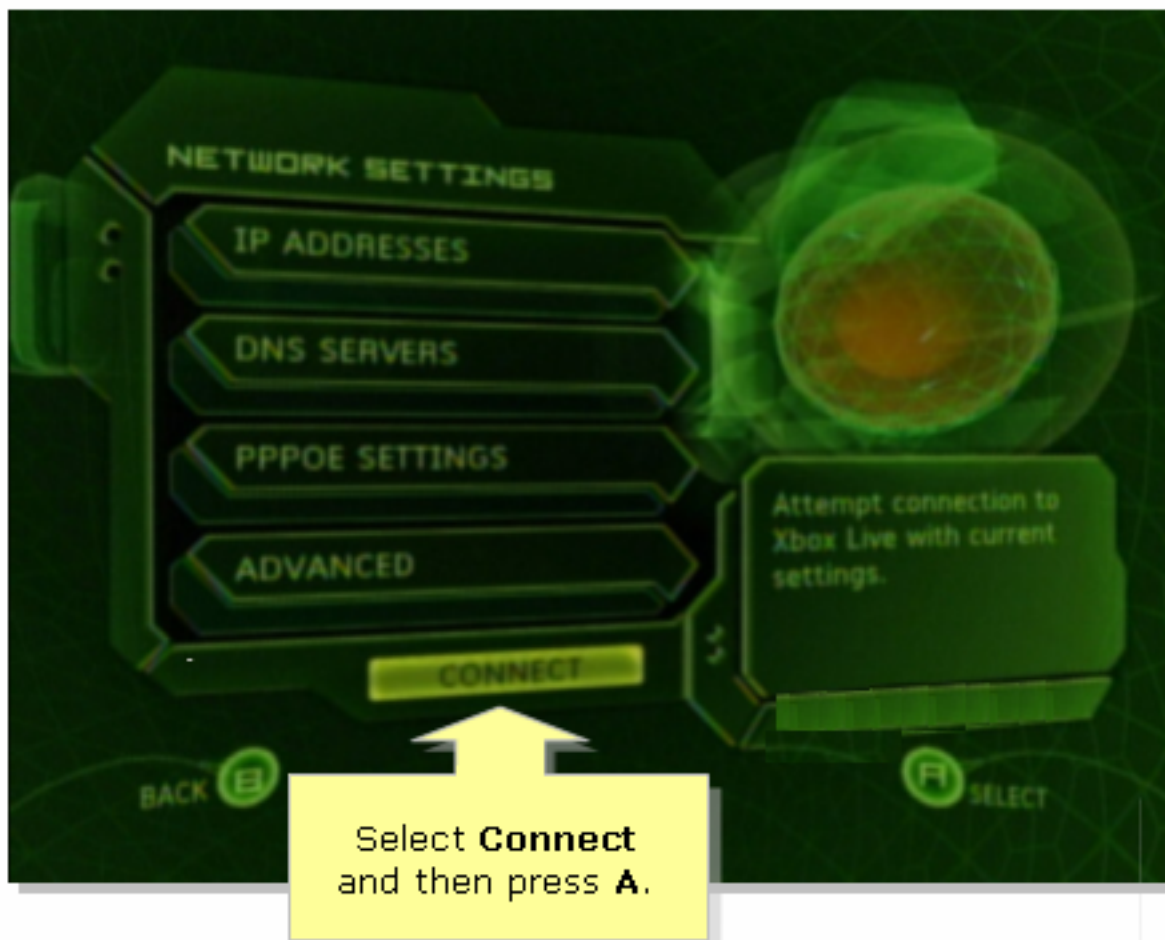 NETWORK SETTINGS
IP ADDRESSES
DNS SERVERS
PPPOE SETTINGS
ADVANCED
CONNECT
Attempt connection to
Xbox Live with current
settings.
BACK B
A SELECT
Select Connect
and then press A.